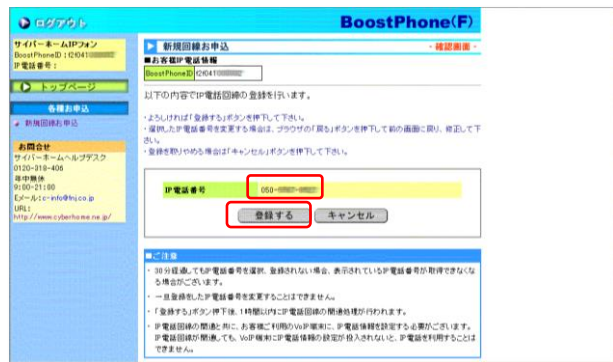 ログアウト
BoostPhone(F)
サイバーホームIPフォン
BoostPhoneID:f2f041
IP電話番号:
トップページ
各種お申込
新規回線お申込
お問合せ
サイバーホームヘルプデスク
0120-319-406
年中無休
9:00-21:00
Eメール:c-info@fnj.co.jp
URL:
http://www.cyberhome.ne.jp/
新規回線お申込
- 確認画面 -
■お客様IP電話情報
BoostPhoneID f2f041
以下の内容でIP電話回線の登録を行います。
・よろしければ「登録する」ボタンを押下して下さい。
・選択したIP電話番号を変更する場合は、ブラウザの「戻る」ボタンを押下して前の画面に戻り、修正して下
さい。
・登録を取りやめる場合は「キャンセル」ボタンを押下して下さい。
IP電話番号
050-
登録する
キャンセル
■ご注意
・ 30分経過してもIP電話番号を選択、登録されない場合、表示されているIP電話番号が取得できなくな
る場合がございます。
・ 一旦登録をしたIP電話番号を変更することはできません。
・ 「登録する」ボタン押下後、1時間以内にIP電話回線の開通処理が行われます。
・ IP電話回線の開通と共に、お客様ご利用のVoIP端末に、IP電話情報を設定する必要がございます。
IP電話回線が開通しても、VoIP端末にIP電話情報の設定が投入されないと、IP電話を利用することは
できません。